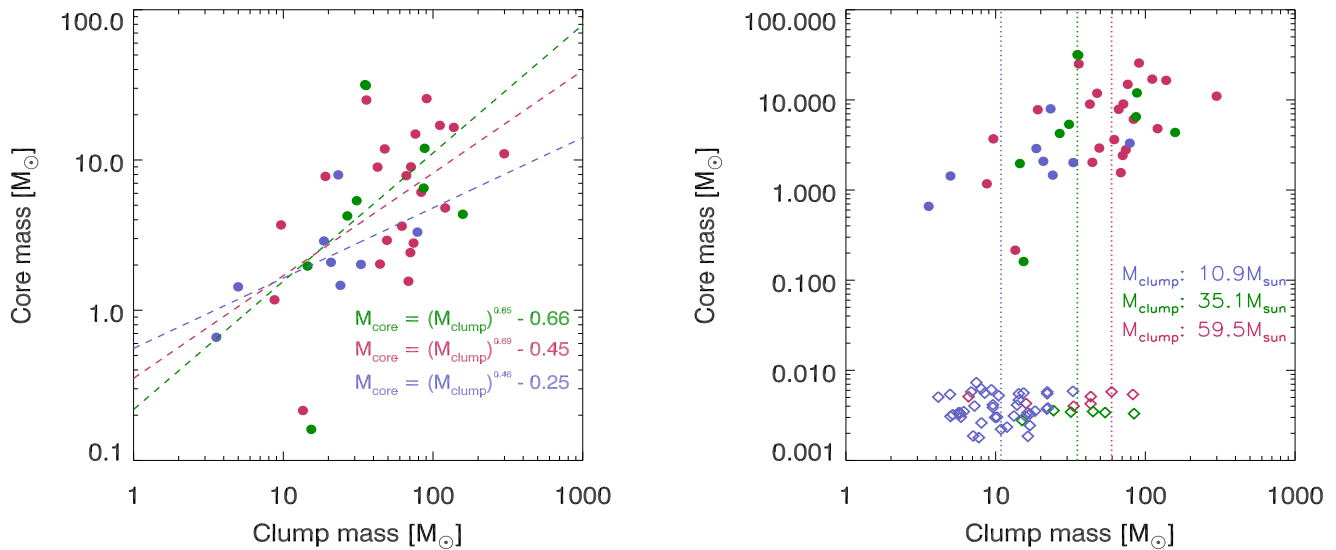 100.0
10.0
1.0
0.1
Core mass [M⊙]
M_core = (M_clump)^0.85 - 0.66
M_core = (M_clump)^0.69 - 0.45
M_core = (M_clump)^0.46 - 0.25
1 10 100 1000
Clump mass [M⊙]
100.000
10.000
1.000
0.100
0.010
0.001
Core mass [M⊙]
M_clump: 10.9M_sun
M_clump: 35.1M_sun
M_clump: 59.5M_sun
1 10 100 1000
Clump mass [M⊙]